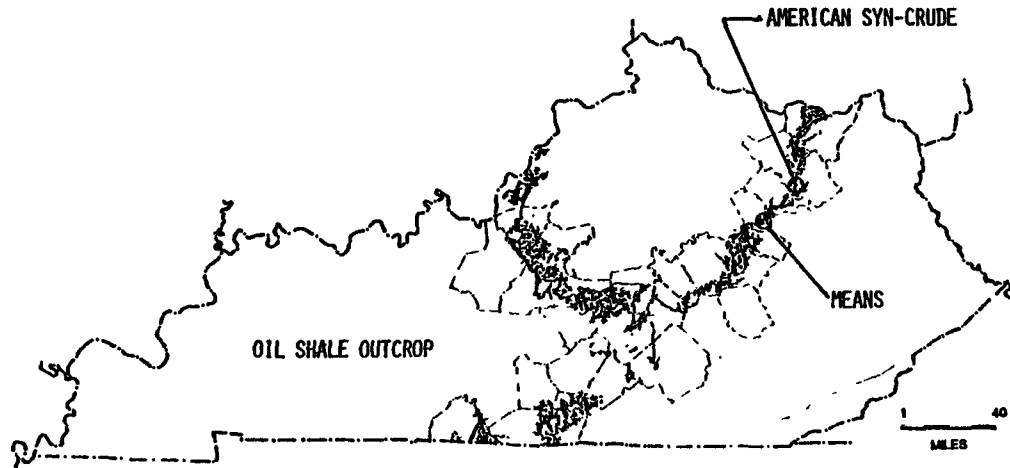 AMERICAN SYN-CRUDE
MEANS
OIL SHALE OUTCROP
1 40
MILES